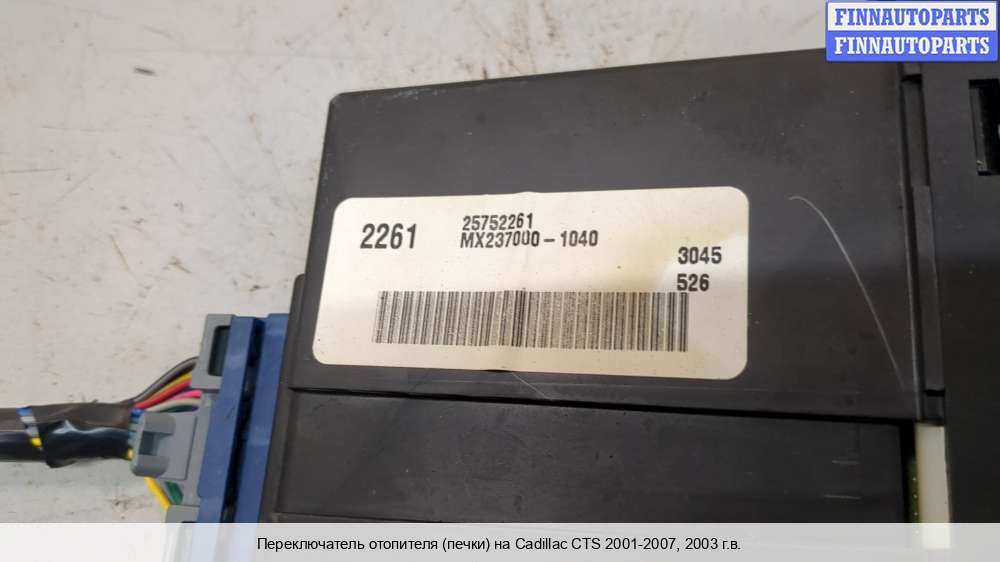 FINNAUTOPARTS
FINNAUTOPARTS
2261
25752261
MX237000-1040
3045
526
Переключатель отопителя (печки) на Cadillac CTS 2001-2007, 2003 г.в.